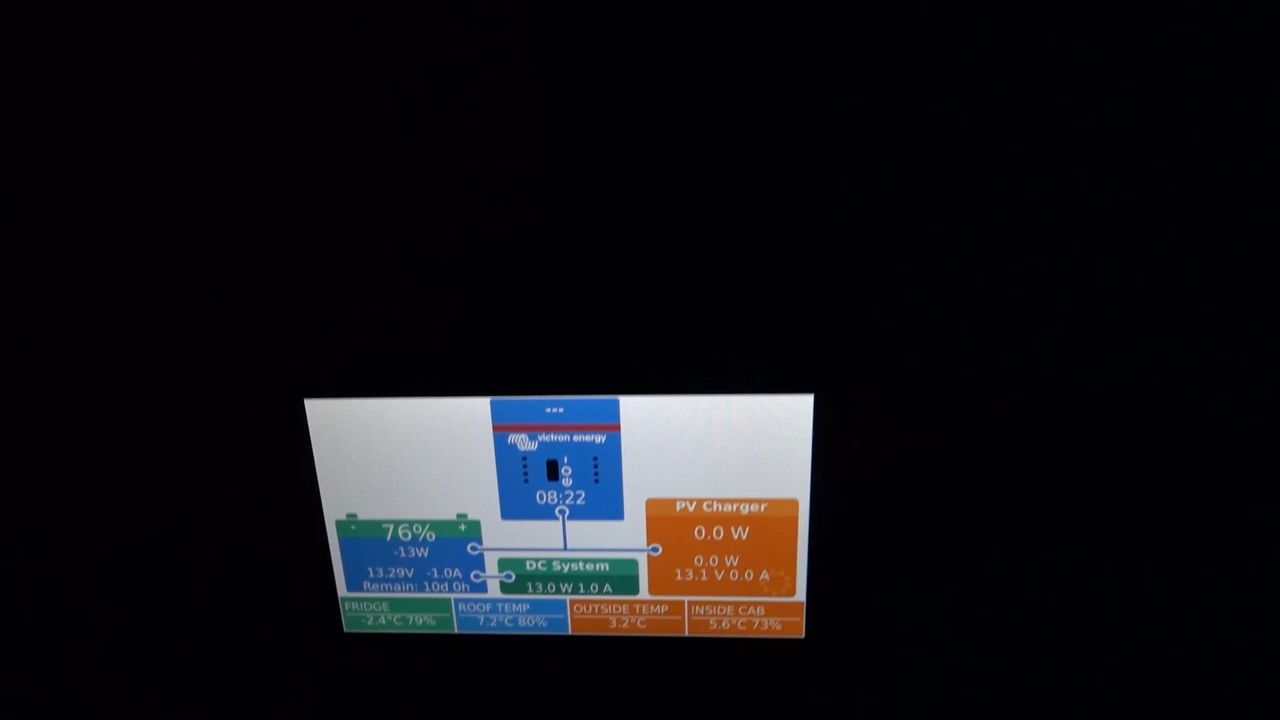 ---
victron energy
08:22
- 76% +
-13W
13.29V -1.0A
Remain: 10d 0h
DC System
13.0 W 1.0 A
PV Charger
0.0 W
0.0 W
13.1 V 0.0 A
FRIDGE
-2.4°C 79%
ROOF TEMP
7.2°C 80%
OUTSIDE TEMP
3.2°C
INSIDE CAB
5.6°C 73%